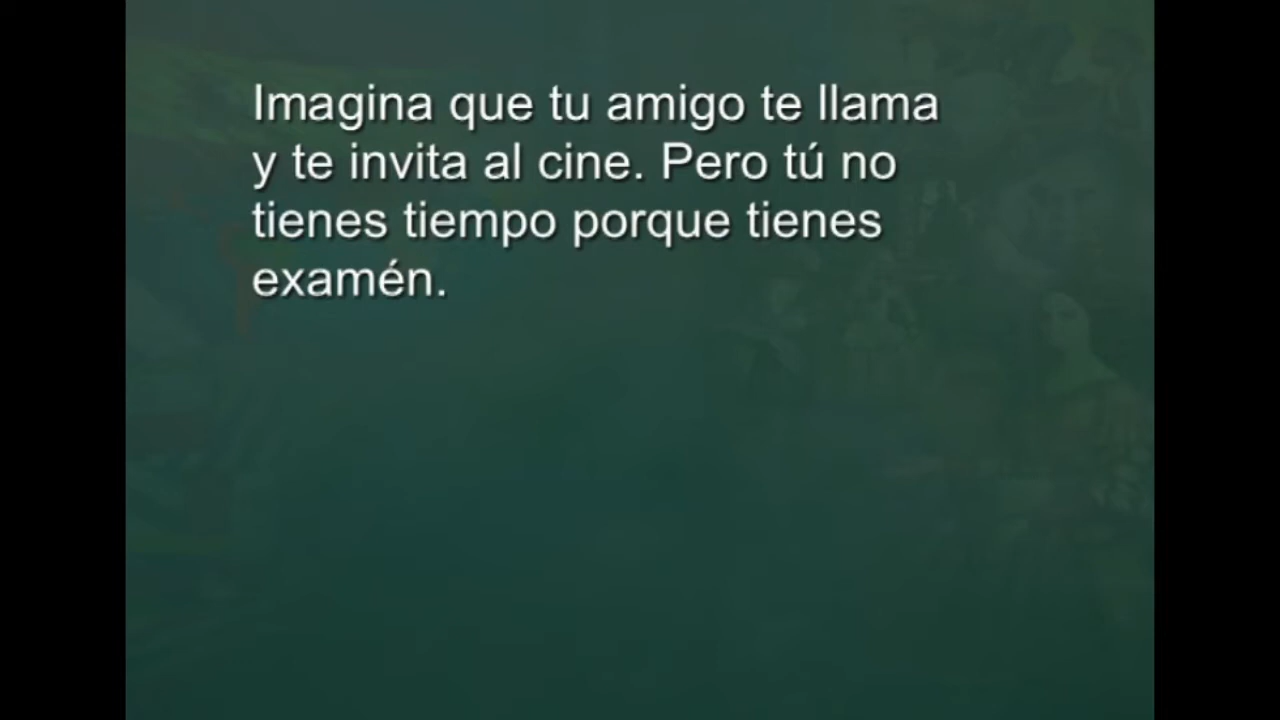 Imagina que tu amigo te llama
y te invita al cine. Pero tú no
tienes tiempo porque tienes
examén.